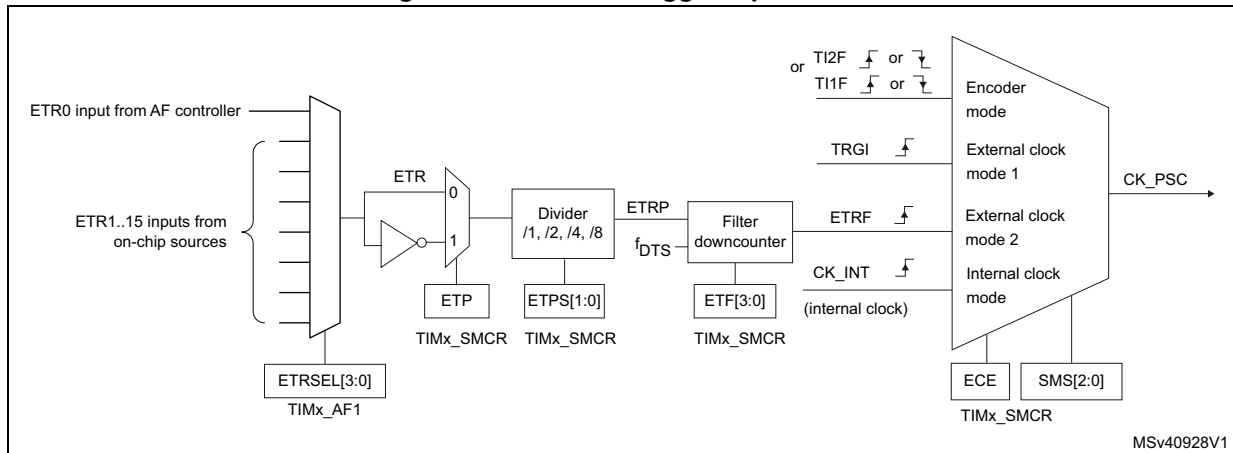 or TI2F or
TI1F or
Encoder
mode
ETR0 input from AF controller
TRGI
External clock
mode 1
ETR
0
1
CK_PSC
ETR1..15 inputs from
on-chip sources
Divider
/1, /2, /4, /8
ETRP
Filter
downcounter
fDTS
ETRF
External clock
mode 2
CK_INT
(internal clock)
Internal clock
mode
ETP
TIMx_SMCR
ETPS[1:0]
TIMx_SMCR
ETF[3:0]
TIMx_SMCR
ETRSEL[3:0]
TIMx_AF1
ECE
SMS[2:0]
TIMx_SMCR
MSv40928V1